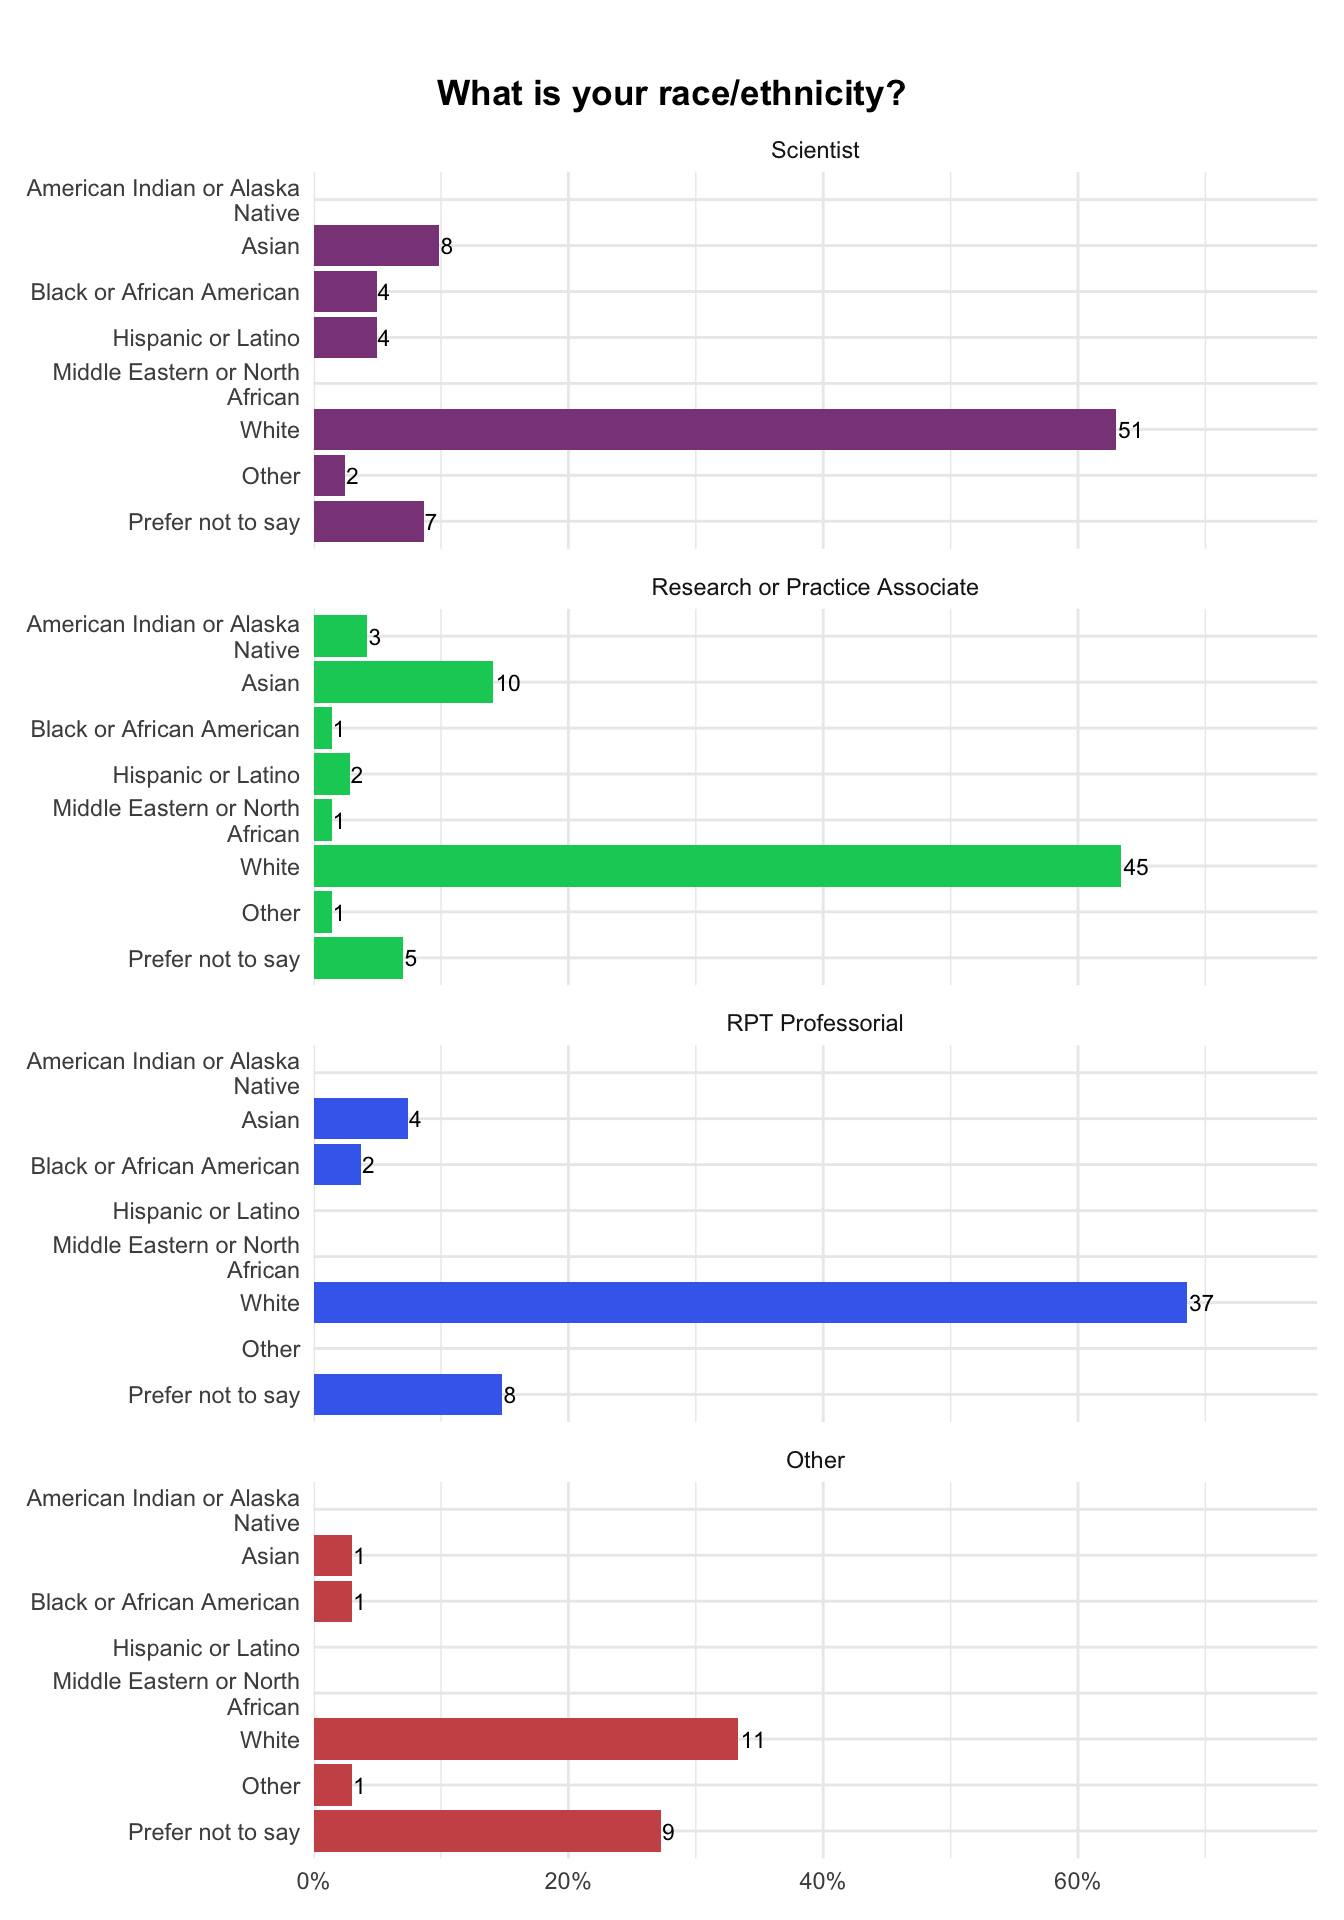 What is your race/ethnicity?
Scientist
American Indian or Alaska
Native
Asian 8
Black or African American 4
Hispanic or Latino 4
Middle Eastern or North
African
White 51
Other 2
Prefer not to say 7
Research or Practice Associate
American Indian or Alaska
Native 3
Asian 10
Black or African American 1
Hispanic or Latino 2
Middle Eastern or North
African 1
White 45
Other 1
Prefer not to say 5
RPT Professorial
American Indian or Alaska
Native
Asian 4
Black or African American 2
Hispanic or Latino
Middle Eastern or North
African
White 37
Other
Prefer not to say 8
Other
American Indian or Alaska
Native
Asian 1
Black or African American 1
Hispanic or Latino
Middle Eastern or North
African
White 11
Other 1
Prefer not to say 9
0% 20% 40% 60%